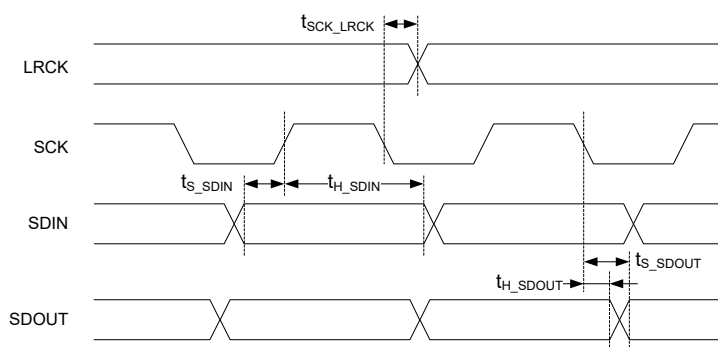 tSCK_LRCK
LRCK
SCK
tS_SDIN
tH_SDIN
SDIN
tS_SDOUT
tH_SDOUT
SDOUT